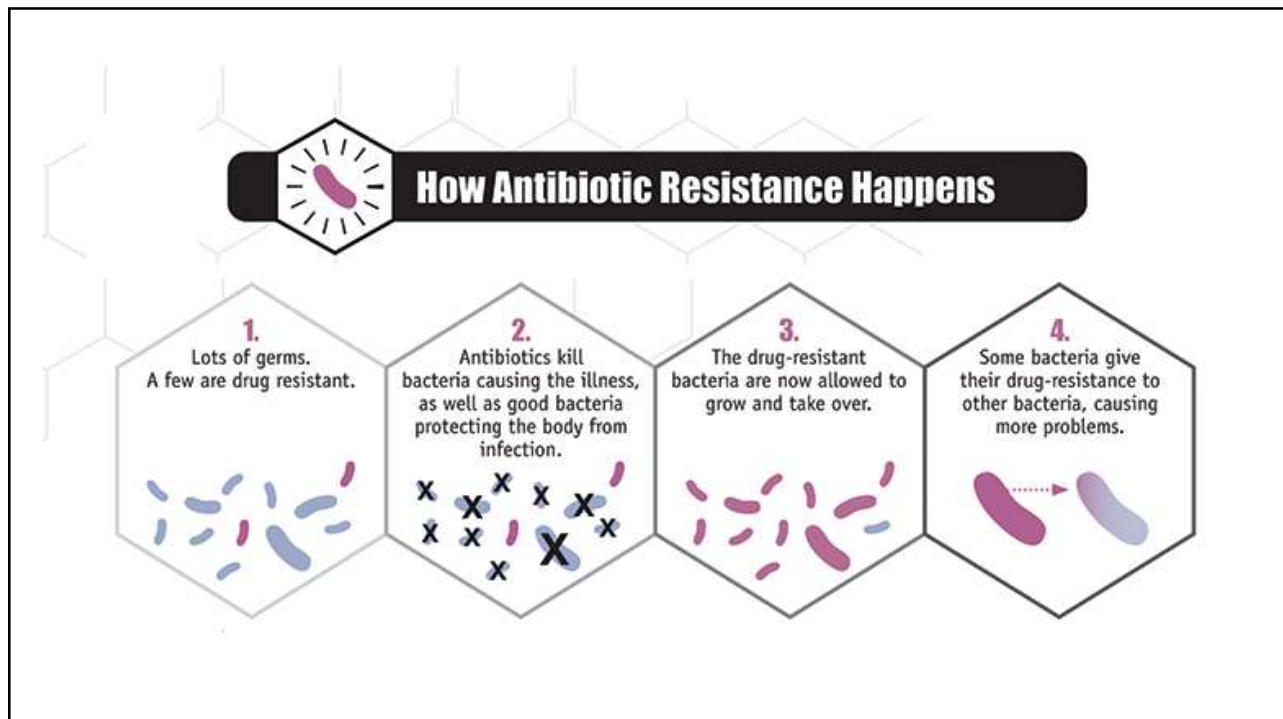 How Antibiotic Resistance Happens
1.
Lots of germs.
A few are drug resistant.
2.
Antibiotics kill
bacteria causing the illness,
as well as good bacteria
protecting the body from
infection.
X X X X X X X X X X
3.
The drug-resistant
bacteria are now allowed to
grow and take over.
4.
Some bacteria give
their drug-resistance to
other bacteria, causing
more problems.